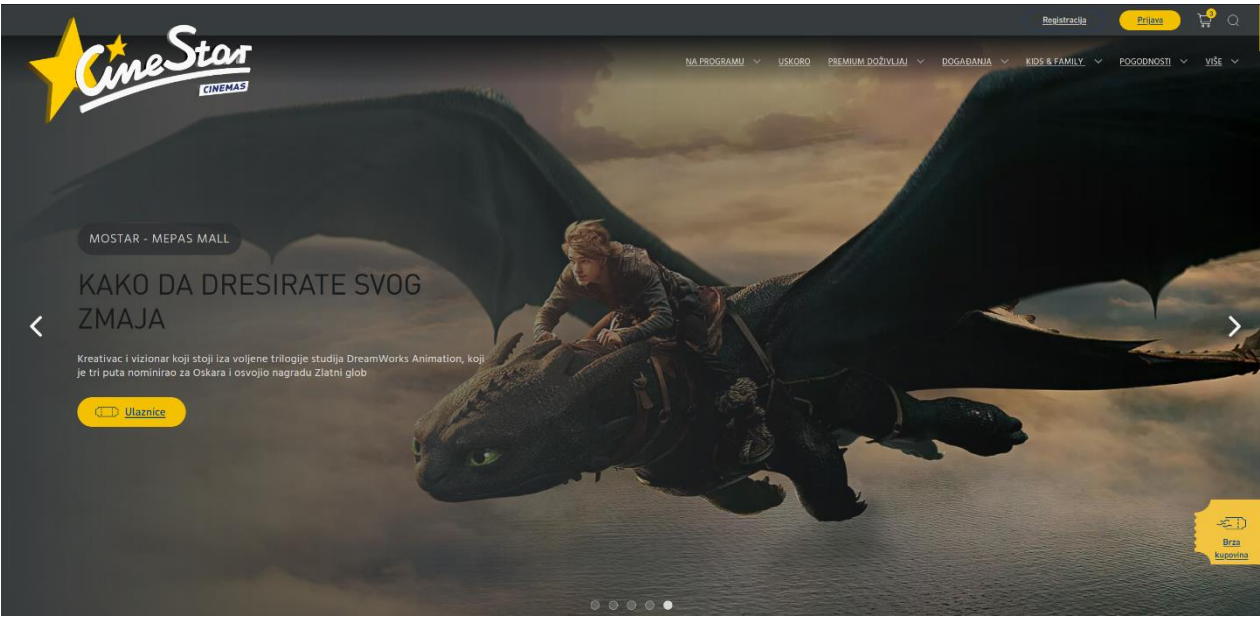 Registracija
Prijava
CineStar
CINEMAS
NA PROGRAMU
USKORO
PREMIUM DOŽIVLJAJ
DOGAĐANJA
KIDS & FAMILY
POGODNOSTI
VIŠE
MOSTAR - MEPAS MALL
KAKO DA DRESIRATE SVOG
ZMAJA
Kreativac i vizionar koji stoji iza voljene trilogije studija DreamWorks Animation, koji
je tri puta nominirao za Oskara i osvojio nagradu Zlatni glob
Ulaznice
Brza
kupovina